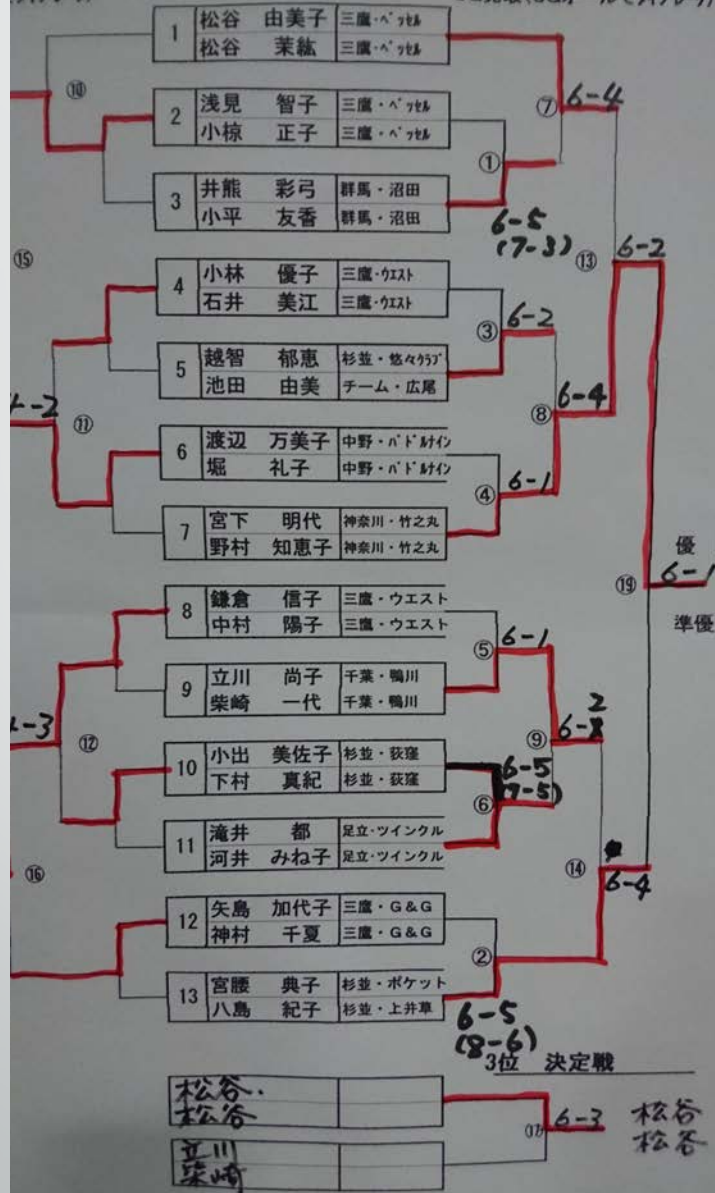 ⑩
1 松谷 由美子 三鷹・ベッセル
松谷 茉紘 三鷹・ベッセル
⑦ 6-4
2 浅見 智子 三鷹・ベッセル
小椋 正子 三鷹・ベッセル
①
3 井熊 彩弓 群馬・沼田
小平 友香 群馬・沼田
6-5
(7-3)
⑮
⑬ 6-2
4 小林 優子 三鷹・ウエスト
石井 美江 三鷹・ウエスト
③ 6-2
5 越智 郁恵 杉並・悠々クラブ
池田 由美 チーム・広尾
⑪
⑧ 6-4
6 渡辺 万美子 中野・パドルナイン
堀 礼子 中野・パドルナイン
④ 6-1
7 宮下 明代 神奈川・竹之丸
野村 知恵子 神奈川・竹之丸
優
⑲ 6-1
準優
8 鎌倉 信子 三鷹・ウエスト
中村 陽子 三鷹・ウエスト
⑤ 6-1
9 立川 尚子 千葉・鴨川
柴崎 一代 千葉・鴨川
⑫
⑨ 6-2
10 小出 美佐子 杉並・荻窪
下村 真紀 杉並・荻窪
6-5
(7-5)
⑥
11 滝井 都 足立・ツインクル
河井 みね子 足立・ツインクル
⑯
⑭ 6-4
12 矢島 加代子 三鷹・G&G
神村 千夏 三鷹・G&G
②
13 宮腰 典子 杉並・ポケット
八島 紀子 杉並・上井草
6-5
(8-6)
3位 決定戦
松谷・
松谷
6-3 松谷
松谷
立川
柴崎